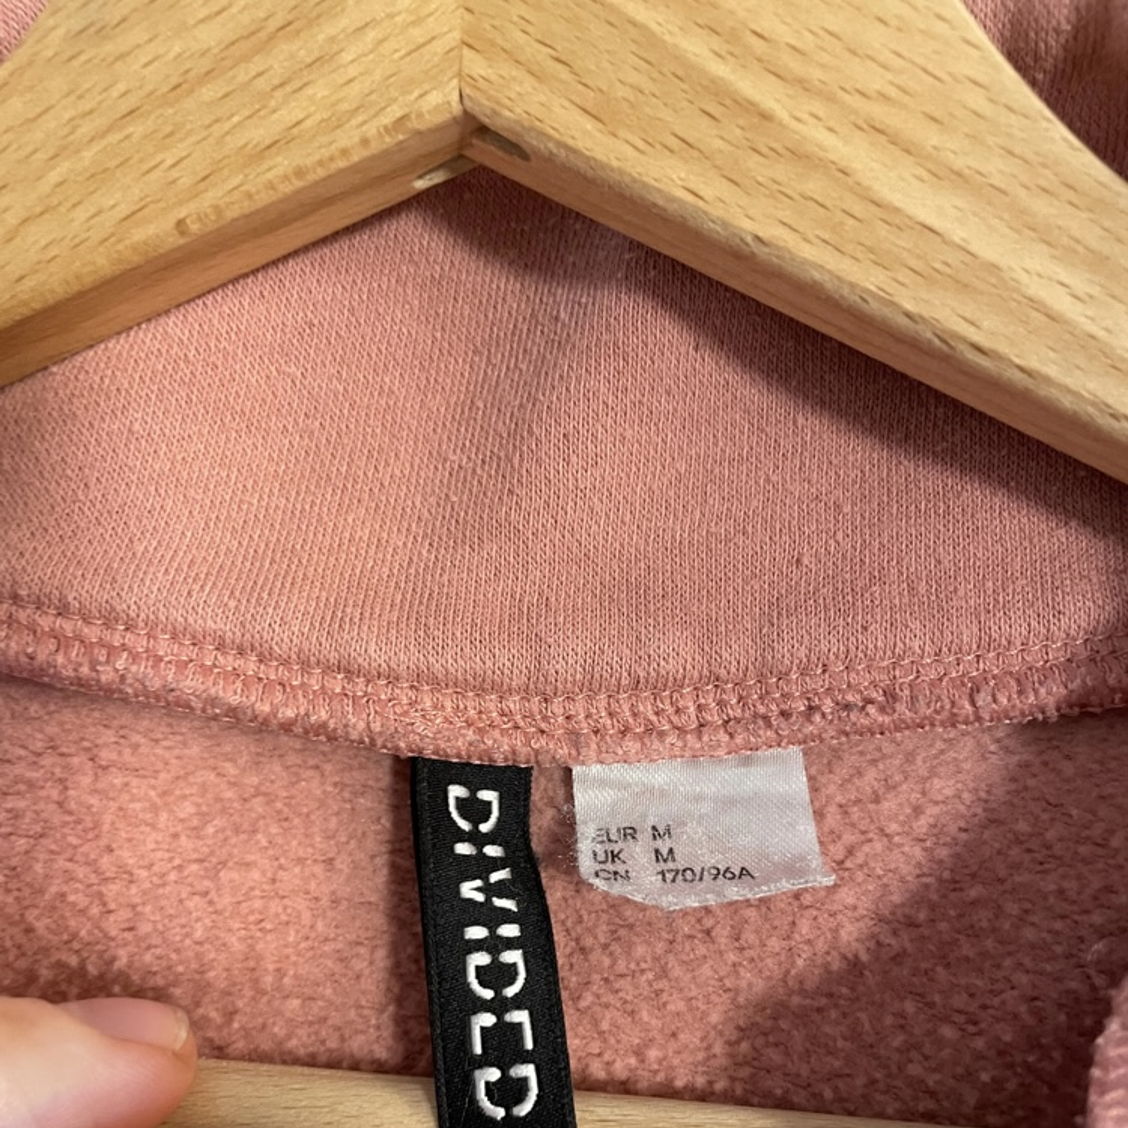 DIVIDED
EUR M
UK M
CN 170/96A